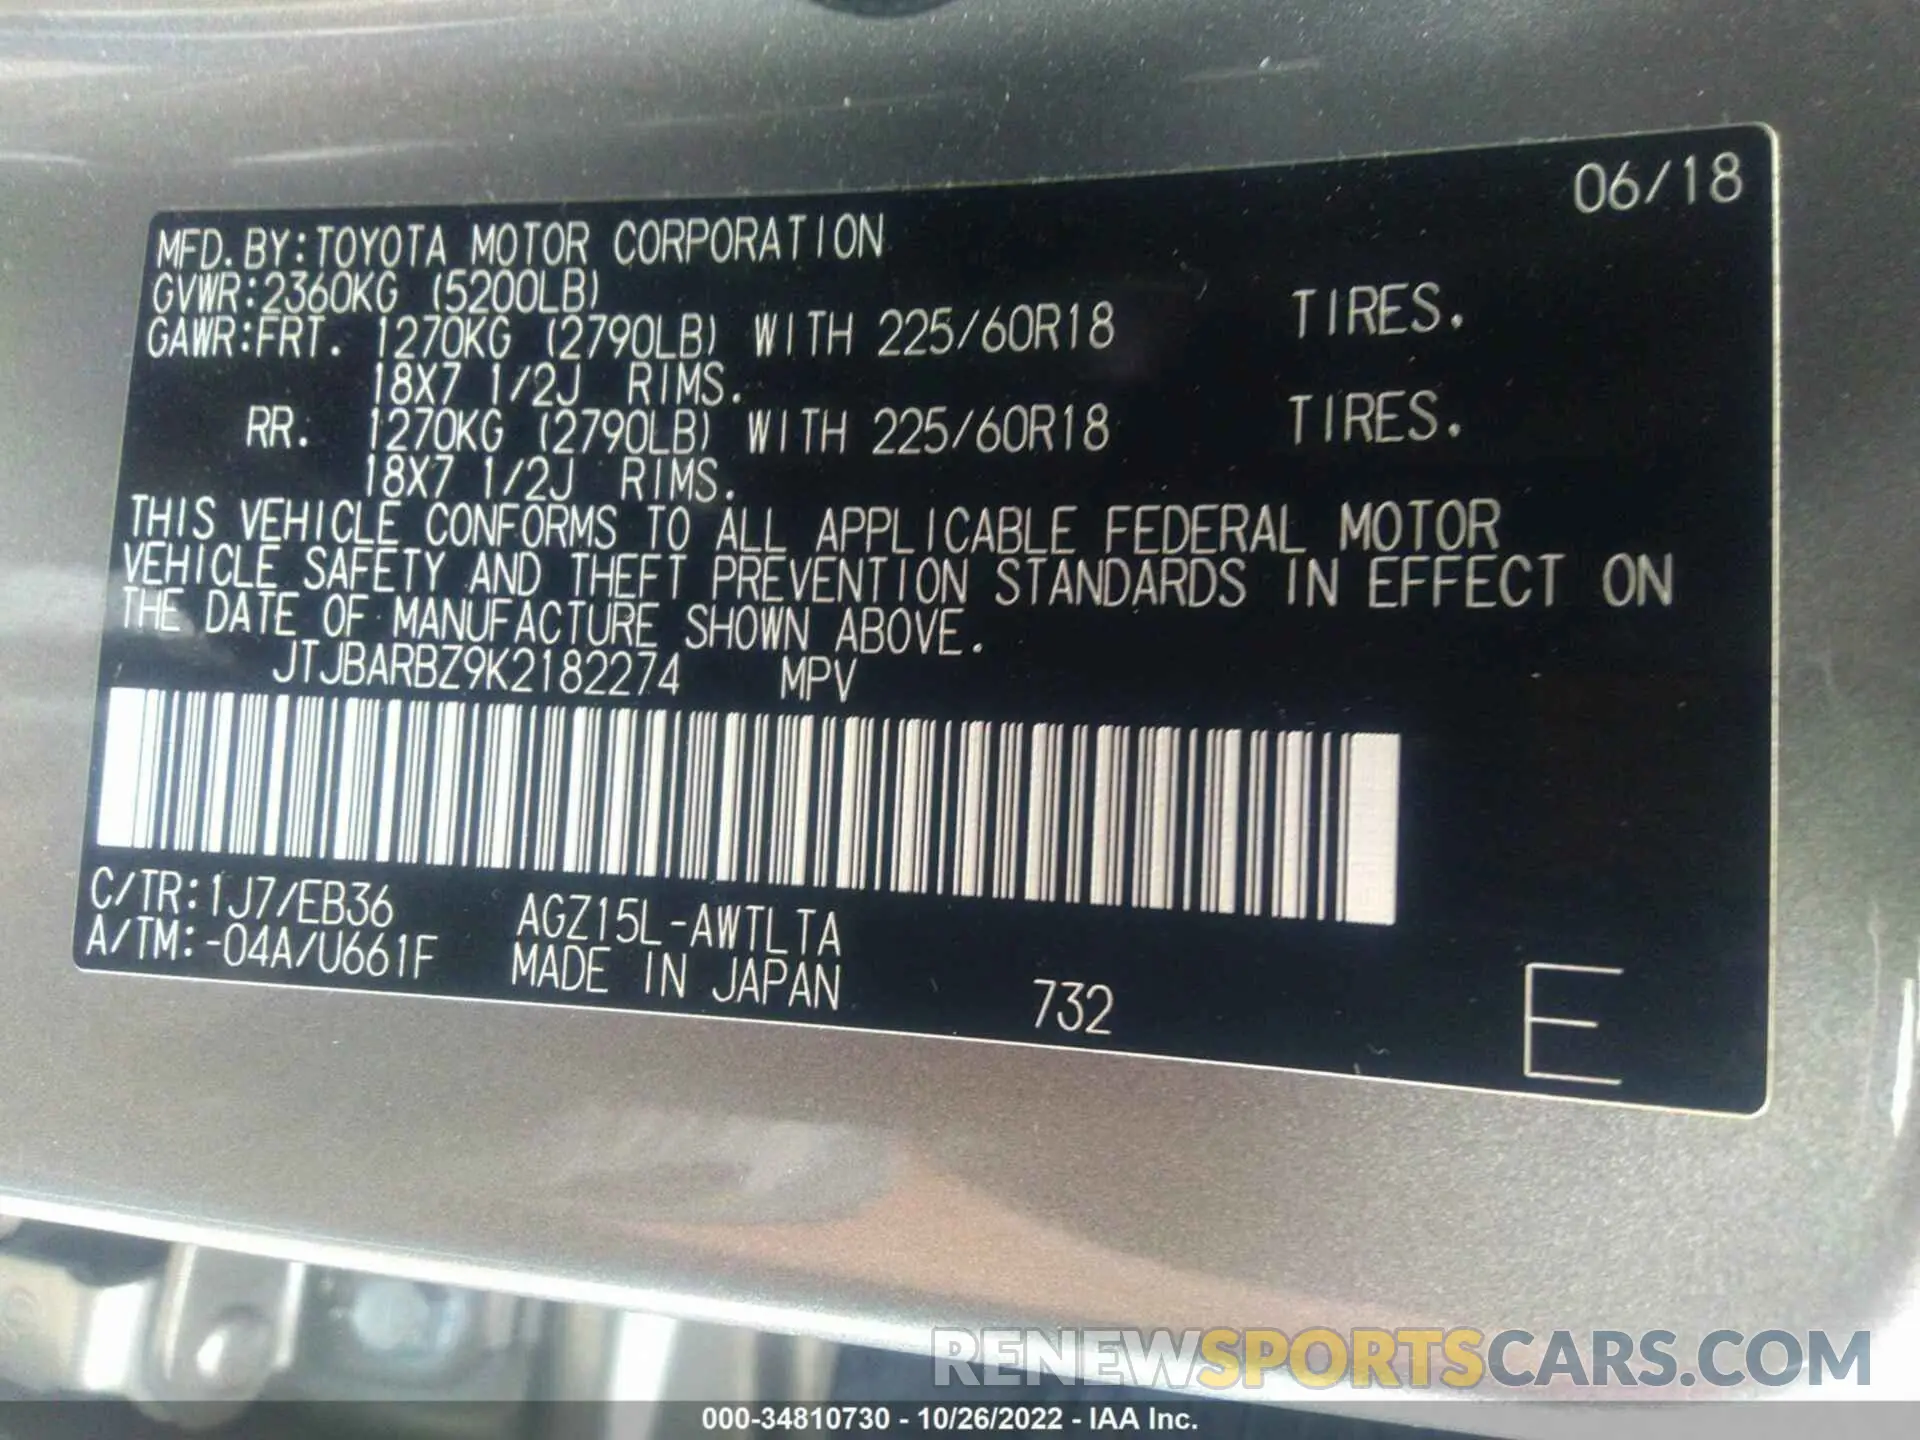 06/18
MFD.BY:TOYOTA MOTOR CORPORATION
GVWR:2360KG (5200LB)
GAWR:FRT. 1270KG (2790LB) WITH 225/60R18 TIRES.
18X7 1/2J RIMS.
RR. 1270KG (2790LB) WITH 225/60R18 TIRES.
18X7 1/2J RIMS.
THIS VEHICLE CONFORMS TO ALL APPLICABLE FEDERAL MOTOR
VEHICLE SAFETY AND THEFT PREVENTION STANDARDS IN EFFECT ON
THE DATE OF MANUFACTURE SHOWN ABOVE.
JTJBARBZ9K2182274 MPV
C/TR:1J7/EB36 AGZ15L-AWTLTA
A/TM:-04A/U661F MADE IN JAPAN 732 E
RENEWSPORTSCARS.COM
000-34810730 - 10/26/2022 - IAA Inc.